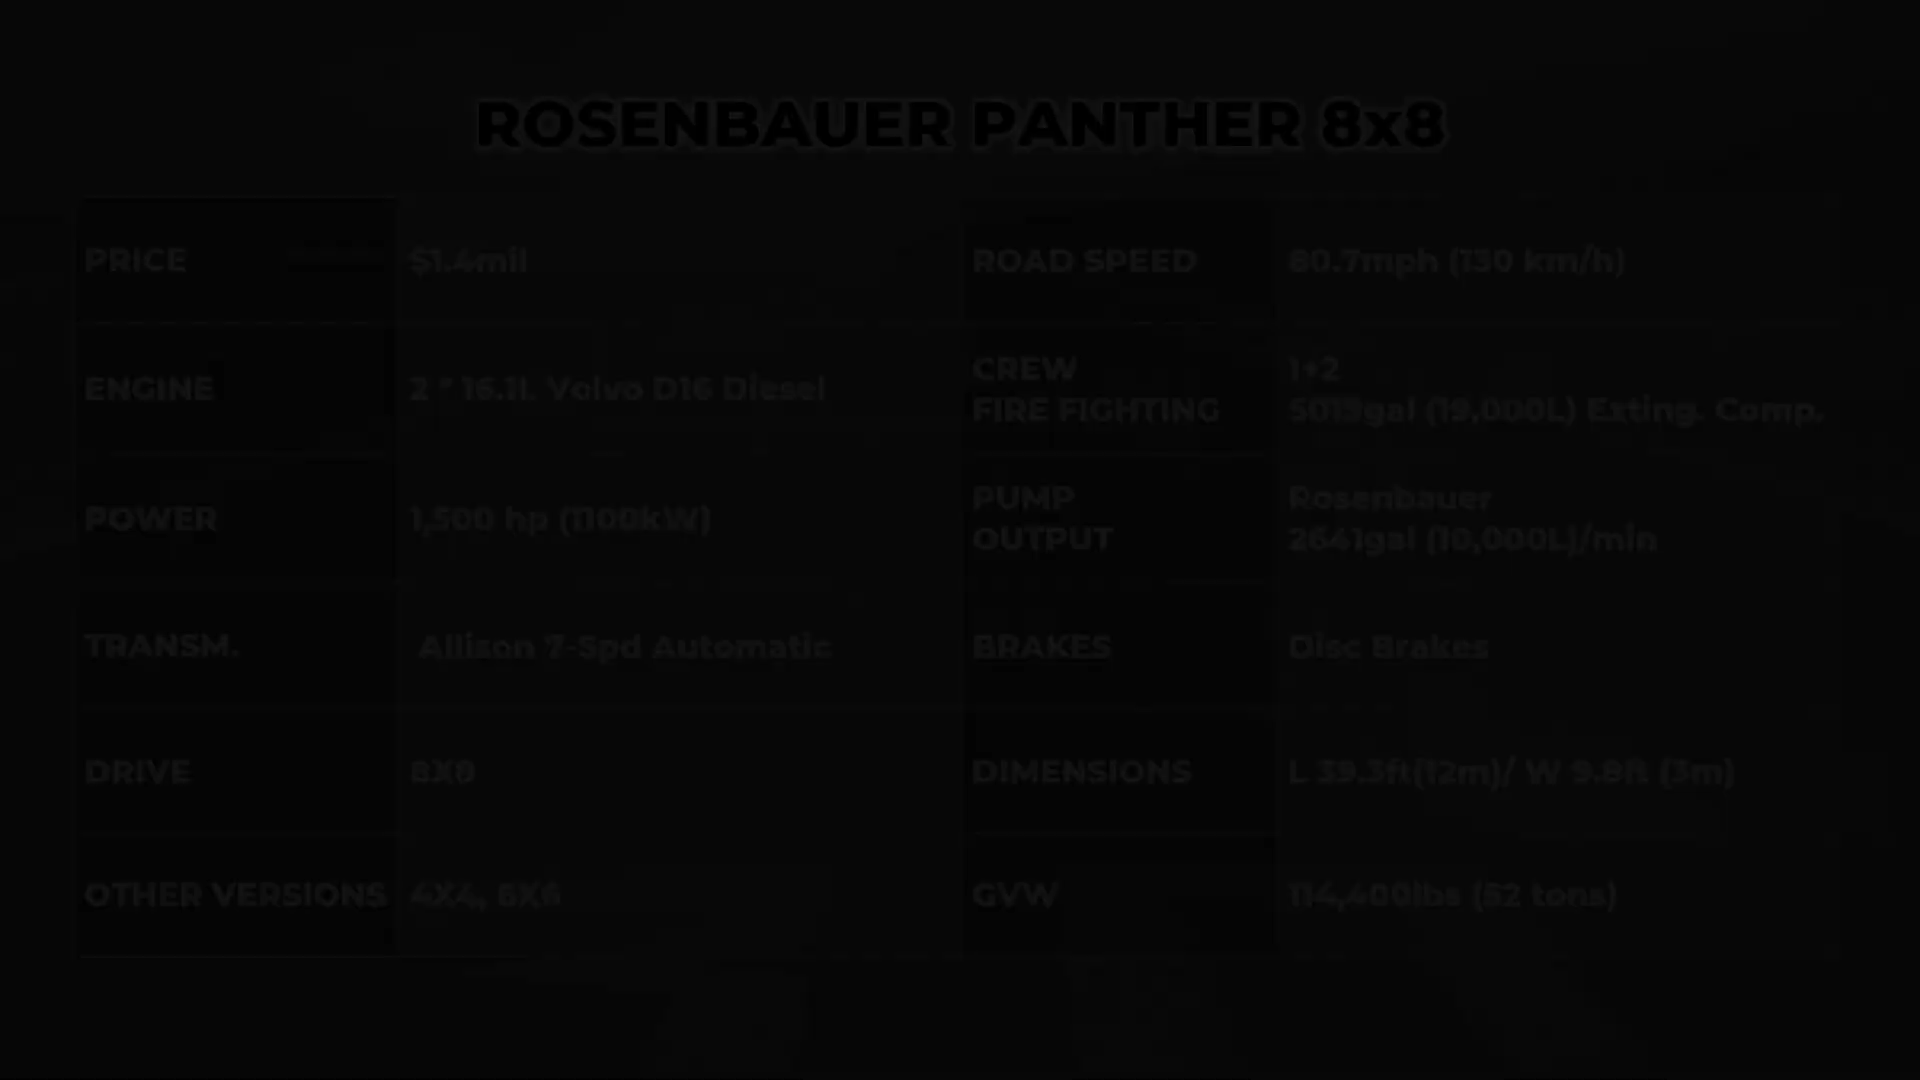 ROSENBAUER PANTHER 8x8
PRICE $1.4mil ROAD SPEED 80.7mph (130 km/h)
ENGINE 2 * 16.1L Volvo D16 Diesel CREW 1+2
FIRE FIGHTING 5019gal (19,000L) Exting. Comp.
POWER 1,500 hp (1100kW) PUMP Rosenbauer
OUTPUT 2641gal (10,000L)/min
TRANSM. Allison 7-Spd Automatic BRAKES Disc Brakes
DRIVE 8X8 DIMENSIONS L 39.3ft(12m)/ W 9.8ft (3m)
OTHER VERSIONS 4X4, 6X6 GVW 114,400lbs (52 tons)